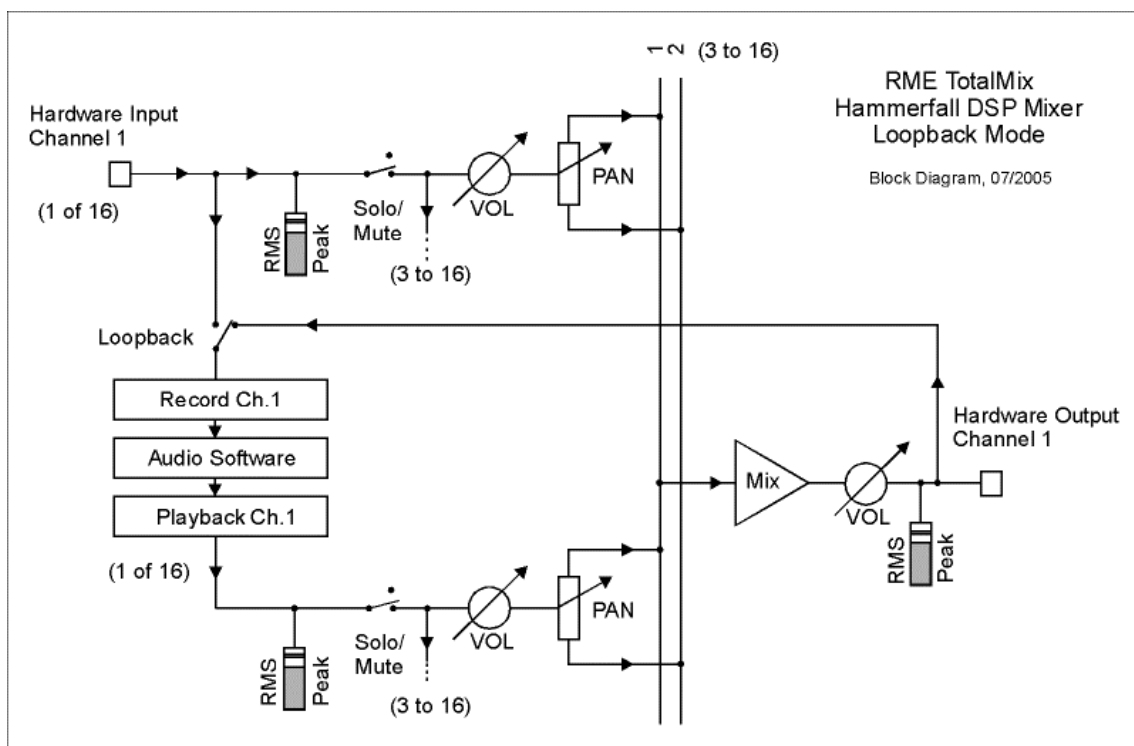 1
2
(3 to 16)
RME TotalMix
Hammerfall DSP Mixer
Loopback Mode
Block Diagram, 07/2005
Hardware Input
Channel 1
(1 of 16)
RMS
Peak
Solo/
Mute
(3 to 16)
VOL
PAN
Loopback
Record Ch.1
Audio Software
Playback Ch.1
(1 of 16)
Mix
VOL
Hardware Output
Channel 1
RMS
Peak
RMS
Peak
Solo/
Mute
(3 to 16)
VOL
PAN